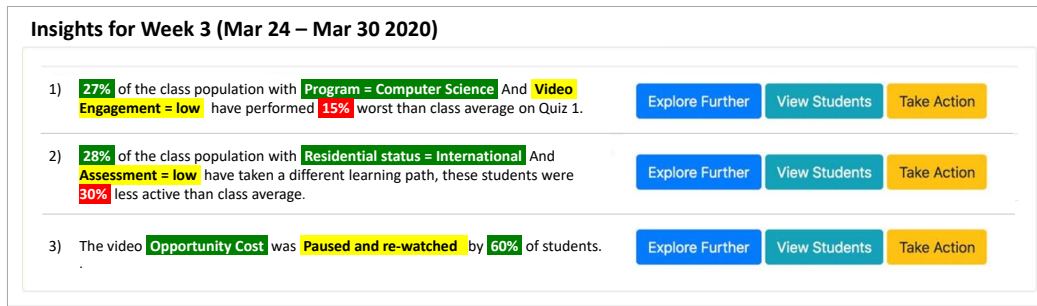 Insights for Week 3 (Mar 24 – Mar 30 2020)
1) 27% of the class population with Program = Computer Science And Video
Engagement = low have performed 15% worst than class average on Quiz 1.
Explore Further View Students Take Action
2) 28% of the class population with Residential status = International And
Assessment = low have taken a different learning path, these students were
30% less active than class average.
Explore Further View Students Take Action
3) The video Opportunity Cost was Paused and re-watched by 60% of students.
.
Explore Further View Students Take Action